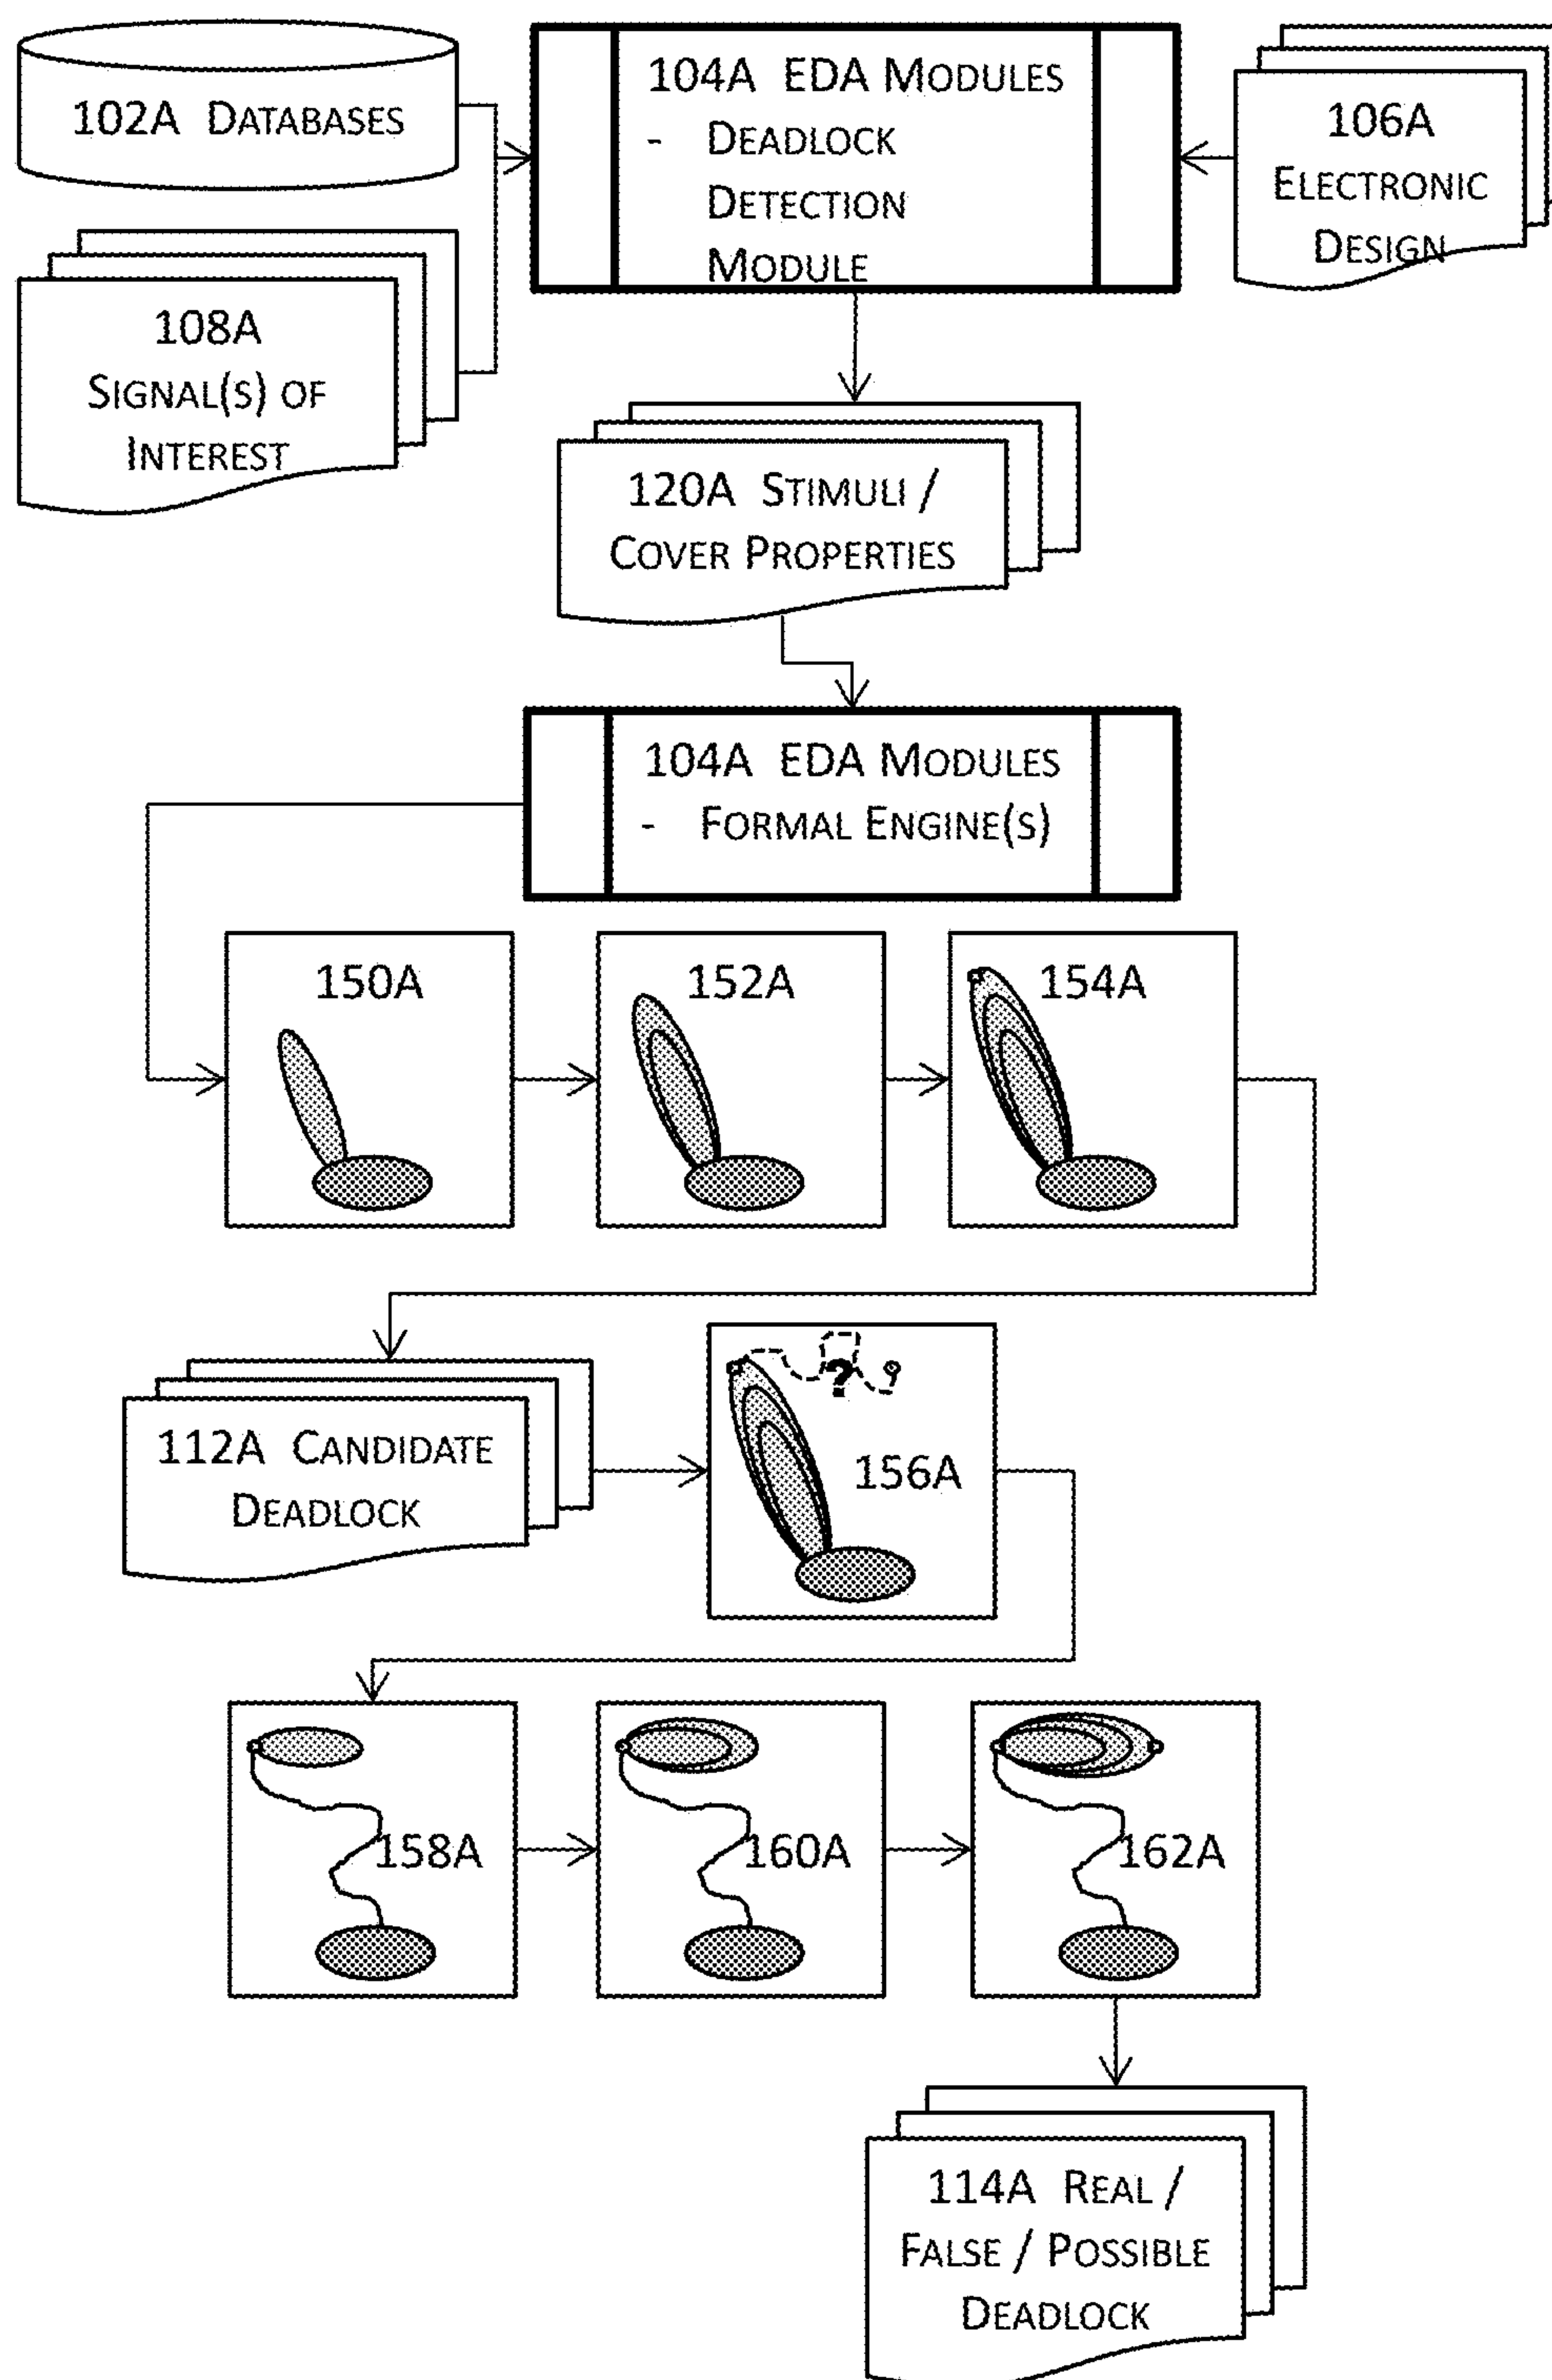 102A DATABASES
104A EDA MODULES
- DEADLOCK
DETECTION
MODULE
106A
ELECTRONIC
DESIGN
108A
SIGNAL(S) OF
INTEREST
120A STIMULI /
COVER PROPERTIES
104A EDA MODULES
- FORMAL ENGINE(S)
150A
152A
154A
112A CANDIDATE
DEADLOCK
?
156A
158A
160A
162A
114A REAL /
FALSE / POSSIBLE
DEADLOCK